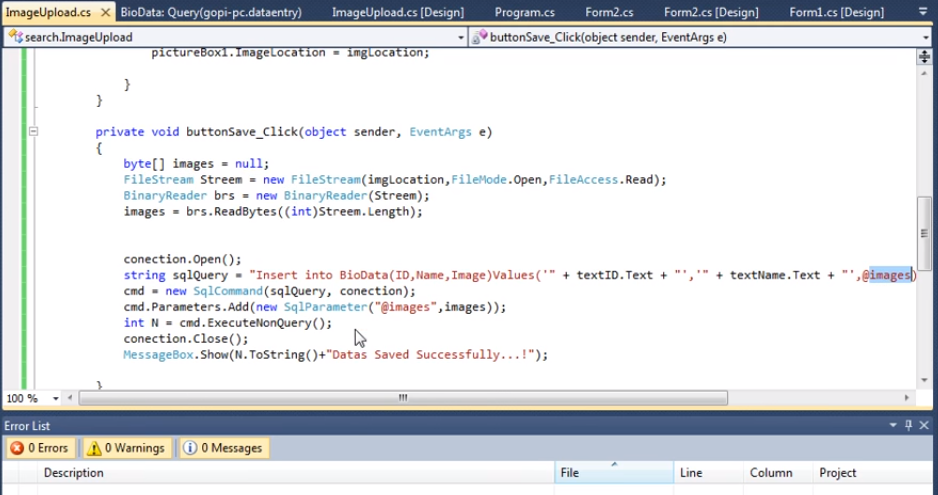 ImageUpload.cs BioData: Query(gopi-pc.dataentry) ImageUpload.cs [Design] Program.cs Form2.cs Form2.cs [Design] Form1.cs [Design]
search.ImageUpload buttonSave_Click(object sender, EventArgs e)
pictureBox1.ImageLocation = imgLocation;
}
}
private void buttonSave_Click(object sender, EventArgs e)
{
byte[] images = null;
FileStream Streem = new FileStream(imgLocation,FileMode.Open,FileAccess.Read);
BinaryReader brs = new BinaryReader(Streem);
images = brs.ReadBytes((int)Streem.Length);
conection.Open();
string sqlQuery = "Insert into BioData(ID,Name,Image)Values('" + textID.Text + "','" + textName.Text + "',@images)
cmd = new SqlCommand(sqlQuery, conection);
cmd.Parameters.Add(new SqlParameter("@images",images));
int N = cmd.ExecuteNonQuery();
conection.Close();
MessageBox.Show(N.ToString()+"Datas Saved Successfully...!");
}
100 %
Error List
0 Errors 0 Warnings 0 Messages
Description File Line Column Project